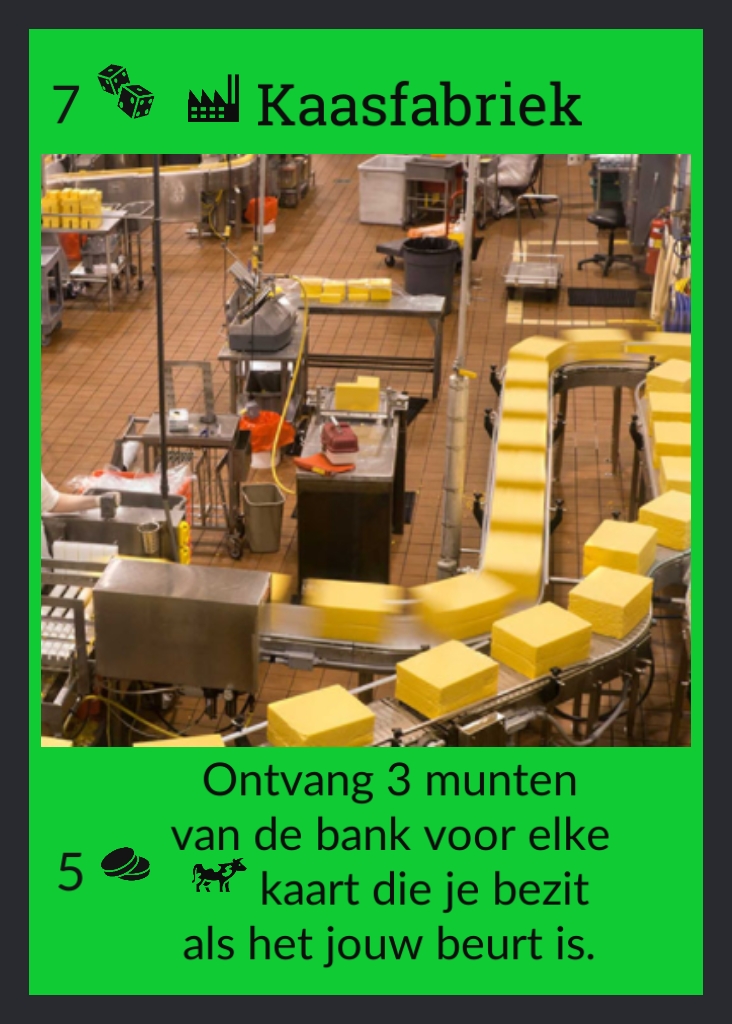 7 Kaasfabriek
Ontvang 3 munten
van de bank voor elke
5 kaart die je bezit
als het jouw beurt is.